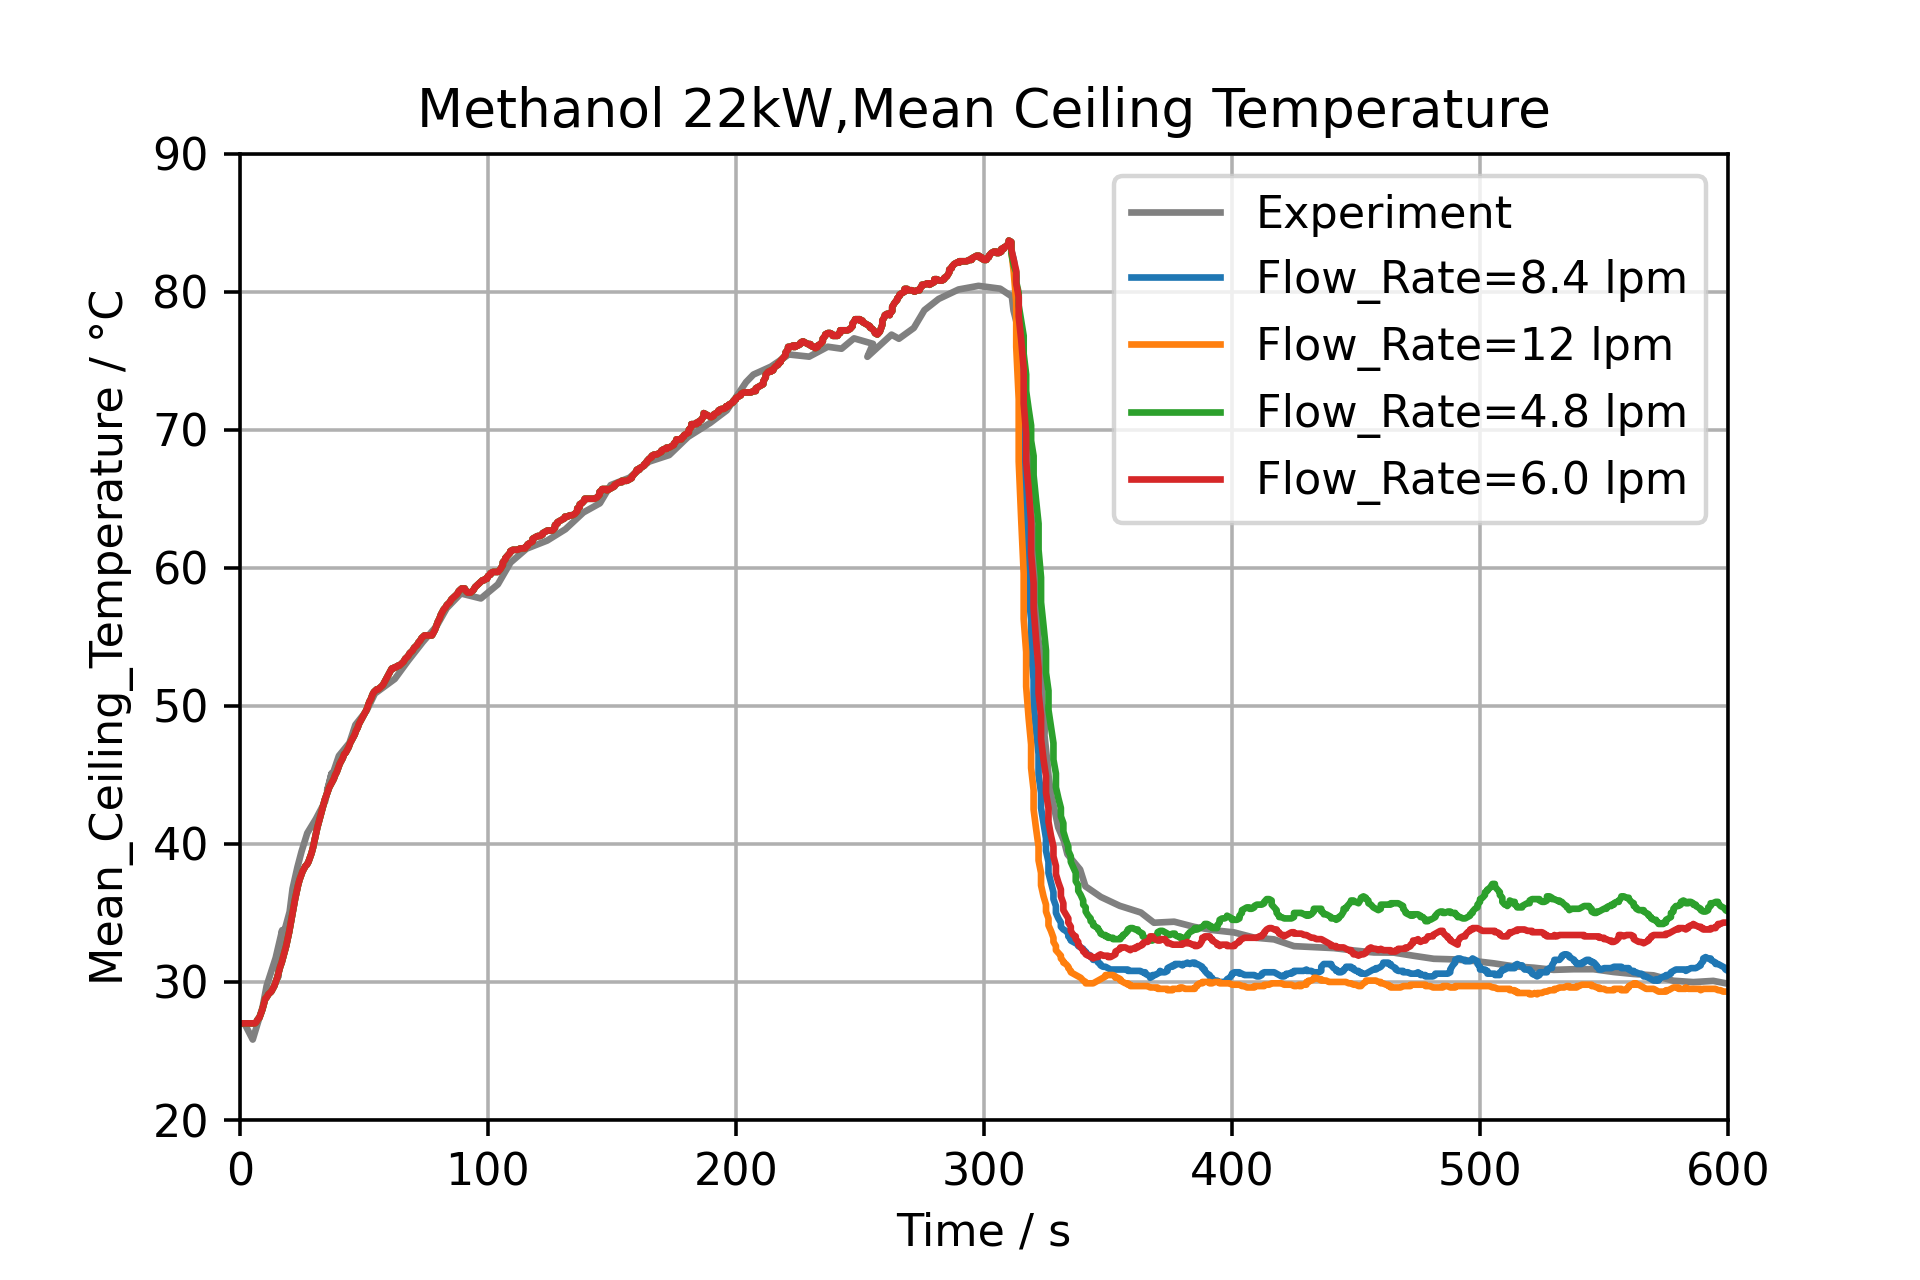 Methanol 22kW,Mean Ceiling Temperature
Mean_Ceiling_Temperature / °C
90
80
70
60
50
40
30
20
Experiment
Flow_Rate=8.4 lpm
Flow_Rate=12 lpm
Flow_Rate=4.8 lpm
Flow_Rate=6.0 lpm
0 100 200 300 400 500 600
Time / s